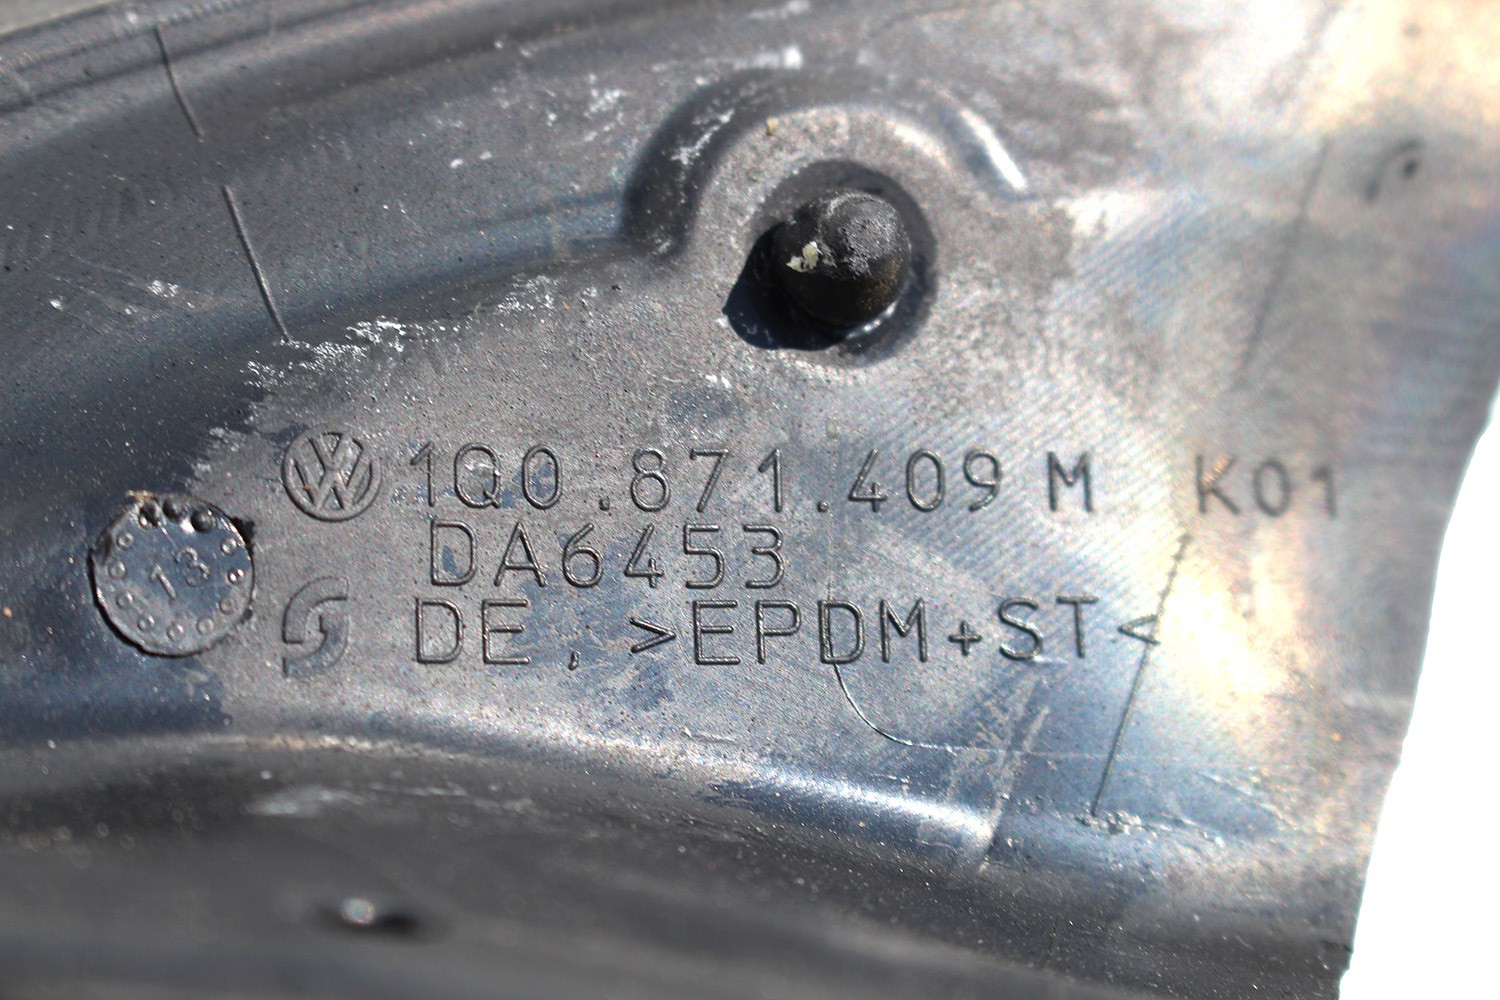 1Q0.871.409 M K01
DA6453
13
DE, >EPDM+ST<